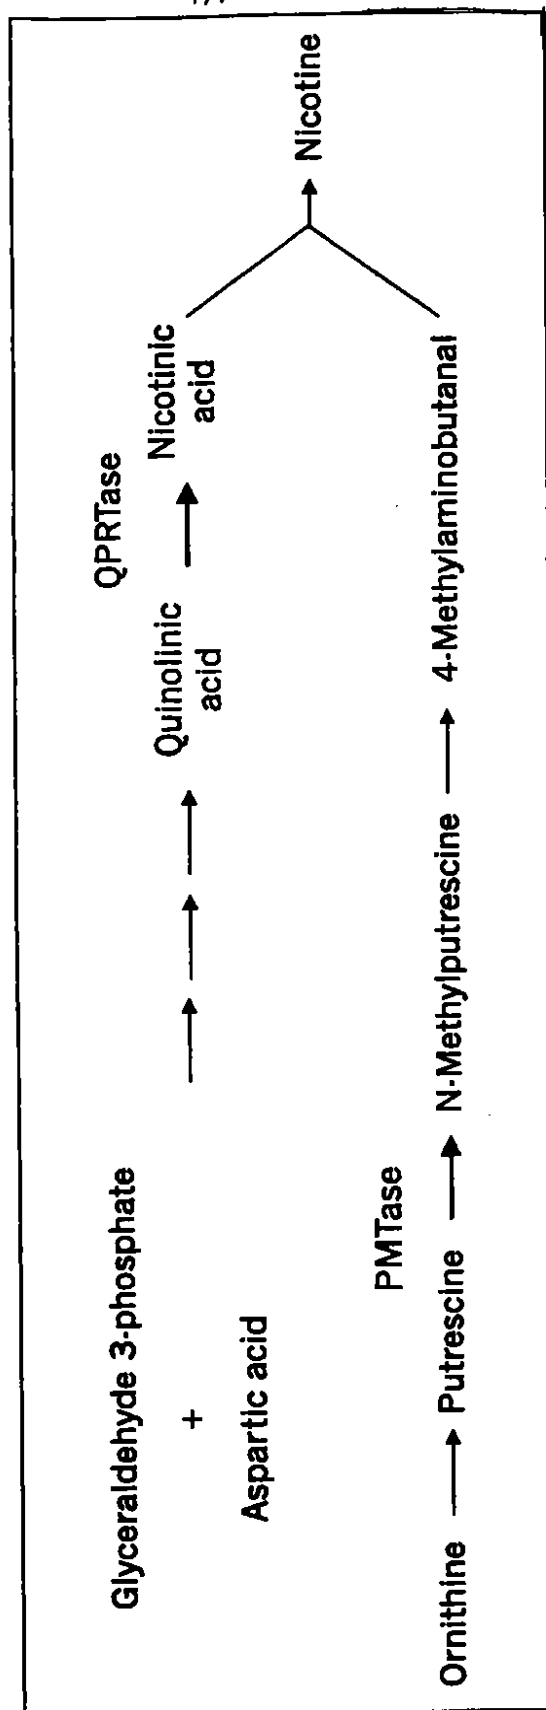 Glyceraldehyde 3-phosphate
+
Aspartic acid
Quinolinic
acid
QPRTase
Nicotinic
acid
Nicotine
Ornithine
Putrescine
PMTase
N-Methylputrescine
4-Methylaminobutanal